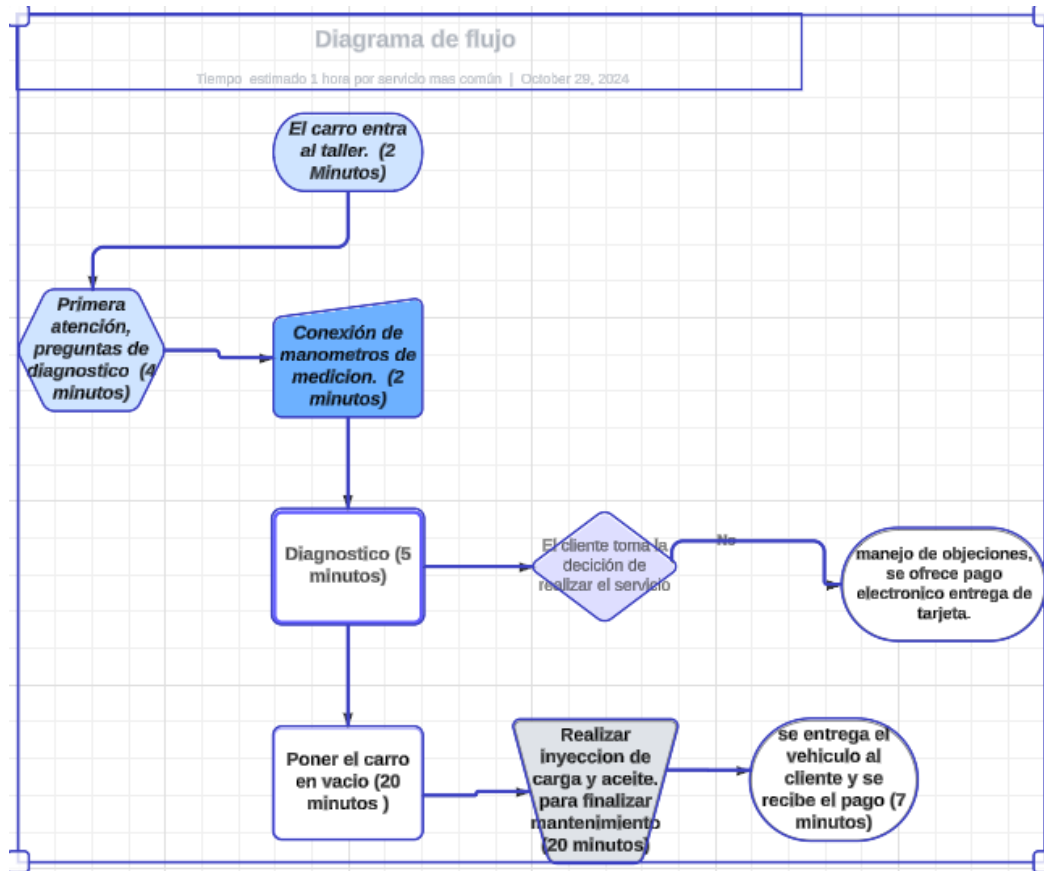 Diagrama de flujo
Tiempo estimado 1 hora por servicio mas común | October 29, 2024
El carro entra
al taller. (2
Minutos)
Primera
atención,
preguntas de
diagnostico (4
minutos)
Conexión de
manometros de
medicion. (2
minutos)
Diagnostico (5
minutos)
El cliente toma la
decición de
realizar el servicio
No
manejo de objeciones,
se ofrece pago
electronico entrega de
tarjeta.
Poner el carro
en vacio (20
minutos )
Realizar
inyeccion de
carga y aceite.
para finalizar
mantenimiento
(20 minutos)
se entrega el
vehiculo al
cliente y se
recibe el pago (7
minutos)